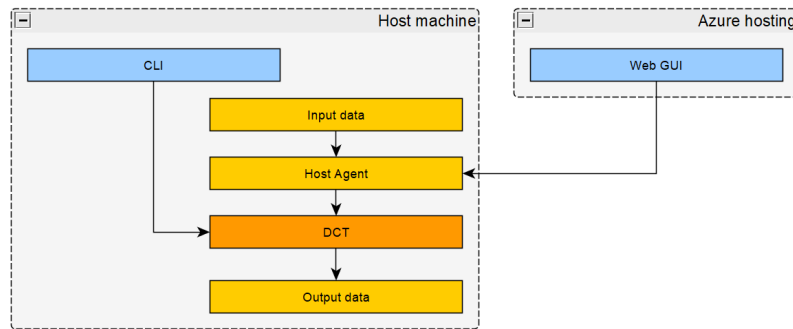 Host machine
CLI
Input data
Host Agent
DCT
Output data
Azure hosting
Web GUI